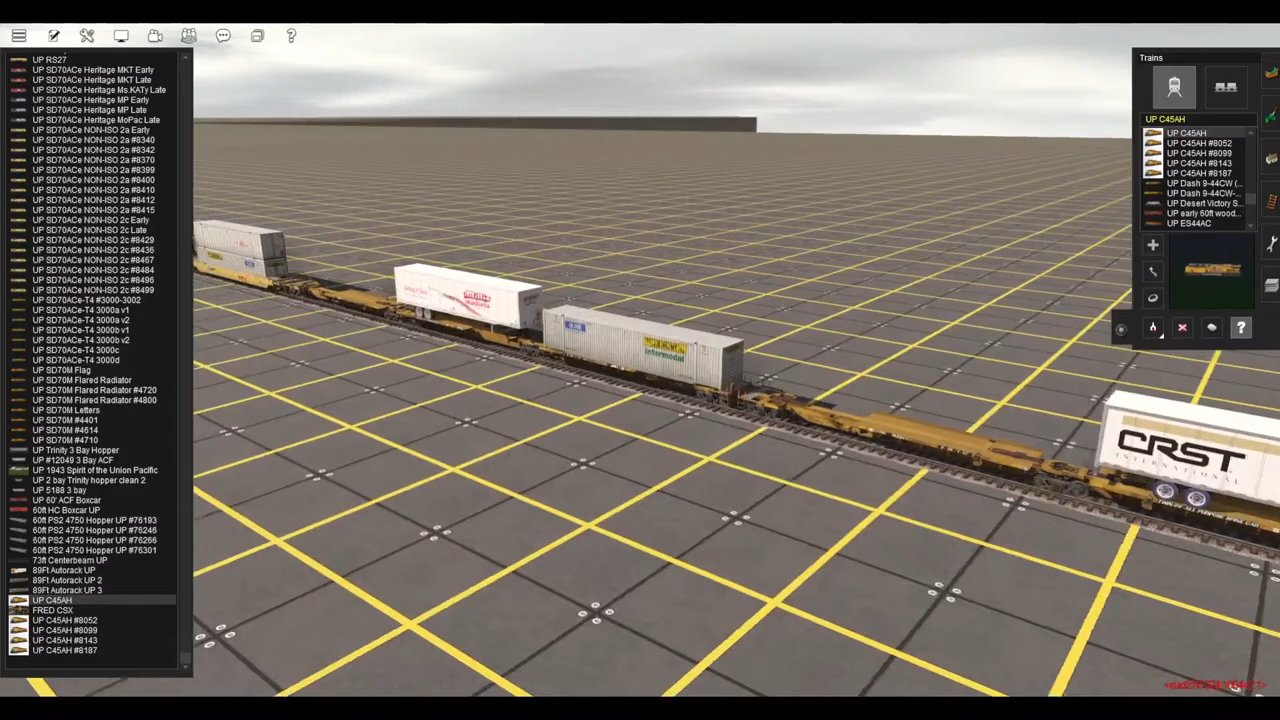 UP RS27
UP SD70ACe Heritage MKT Early
UP SD70ACe Heritage MKT Late
UP SD70ACe Heritage Ms.KATy Late
UP SD70ACe Heritage MP Early
UP SD70ACe Heritage MP Late
UP SD70ACe Heritage MoPac Late
UP SD70ACe NON-ISO 2a Early
UP SD70ACe NON-ISO 2a #8340
UP SD70ACe NON-ISO 2a #8342
UP SD70ACe NON-ISO 2a #8370
UP SD70ACe NON-ISO 2a #8399
UP SD70ACe NON-ISO 2a #8400
UP SD70ACe NON-ISO 2a #8410
UP SD70ACe NON-ISO 2a #8412
UP SD70ACe NON-ISO 2a #8415
UP SD70ACe NON-ISO 2c Early
UP SD70ACe NON-ISO 2c Late
UP SD70ACe NON-ISO 2c #8429
UP SD70ACe NON-ISO 2c #8436
UP SD70ACe NON-ISO 2c #8467
UP SD70ACe NON-ISO 2c #8484
UP SD70ACe NON-ISO 2c #8496
UP SD70ACe NON-ISO 2c #8499
UP SD70ACe-T4 #3000-3002
UP SD70ACe-T4 3000a v1
UP SD70ACe-T4 3000a v2
UP SD70ACe-T4 3000b v1
UP SD70ACe-T4 3000b v2
UP SD70ACe-T4 3000c
UP SD70ACe-T4 3000d
UP SD70M Flag
UP SD70M Flared Radiator
UP SD70M Flared Radiator #4720
UP SD70M Flared Radiator #4800
UP SD70M Letters
UP SD70M #4401
UP SD70M #4614
UP SD70M #4710
UP Trinity 3 Bay Hopper
UP #12049 3 Bay ACF
UP 1943 Spirit of the Union Pacific
UP 2 bay Trinity hopper clean 2
UP 5188 3 bay
UP 60' ACF Boxcar
60ft HC Boxcar UP
60ft PS2 4750 Hopper UP #76193
60ft PS2 4750 Hopper UP #76246
60ft PS2 4750 Hopper UP #76266
60ft PS2 4750 Hopper UP #76301
73ft Centerbeam UP
89Ft Autorack UP
89Ft Autorack UP 2
89Ft Autorack UP 3
UP C45AH
FRED CSX
UP C45AH #8052
UP C45AH #8099
UP C45AH #8143
UP C45AH #8187
Intermodal
CRST
INTERNATIONAL
Trains
UP C45AH
UP C45AH
UP C45AH #8052
UP C45AH #8099
UP C45AH #8143
UP C45AH #8187
UP Dash 9-44CW (...
UP Dash 9-44CW-...
UP Desert Victory S...
UP early 60ft wood...
UP ES44AC